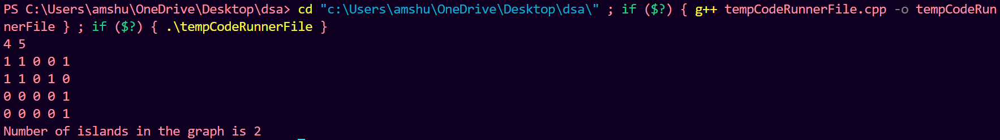 PS C:\Users\amshu\OneDrive\Desktop\dsa> cd "c:\Users\amshu\OneDrive\Desktop\dsa\" ; if ($?) { g++ tempCodeRunnerFile.cpp -o tempCodeRun
nerFile } ; if ($?) { .\tempCodeRunnerFile }
4 5
1 1 0 0 1
1 1 0 1 0
0 0 0 0 1
0 0 0 0 1
Number of islands in the graph is 2